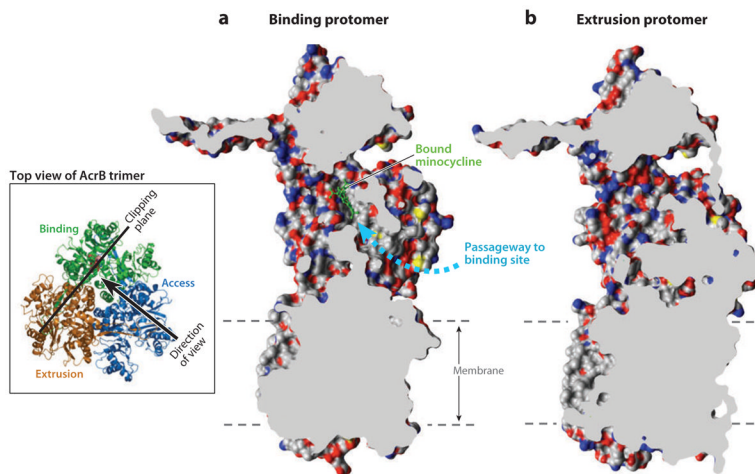 a Binding protomer
b Extrusion protomer
Bound
minocycline
Top view of AcrB trimer
Clipping
plane
Binding
Passageway to
binding site
Access
Direction
of view
Extrusion
Membrane